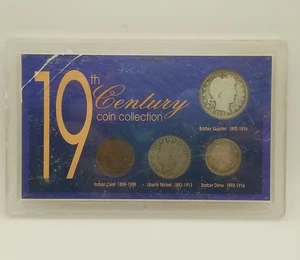 19th
Century
coin collection
Barber Quarter 1892-1916
Indian Cent 1859-1909
Liberty Nickel 1883-1913
Barber Dime 1892-1916